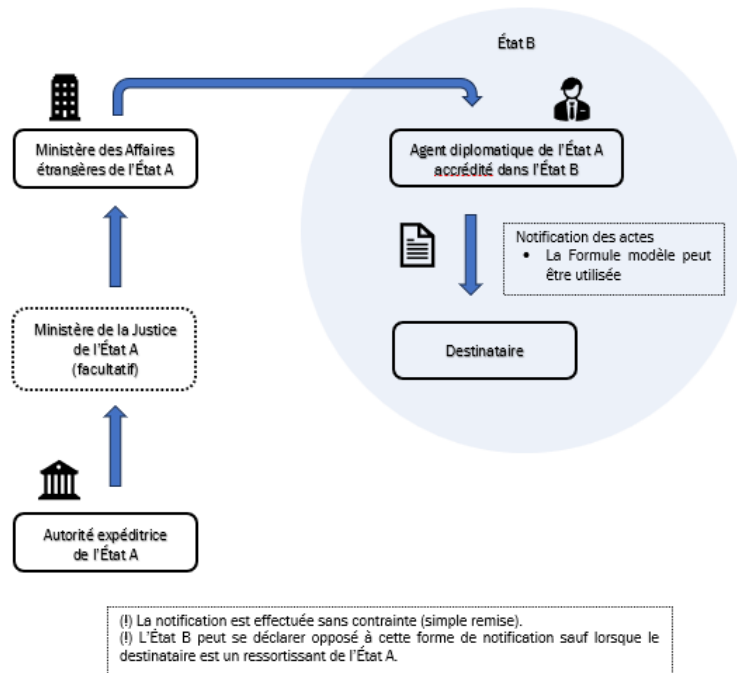 État B
Ministère des Affaires
étrangères de l'État A
Agent diplomatique de l'État A
accrédité dans l'État B
Notification des actes
• La Formule modèle peut
être utilisée
Ministère de la Justice
de l'État A
(facultatif)
Destinataire
Autorité expéditrice
de l'État A
(!) La notification est effectuée sans contrainte (simple remise).
(!) L'État B peut se déclarer opposé à cette forme de notification sauf lorsque le
destinataire est un ressortissant de l'État A.